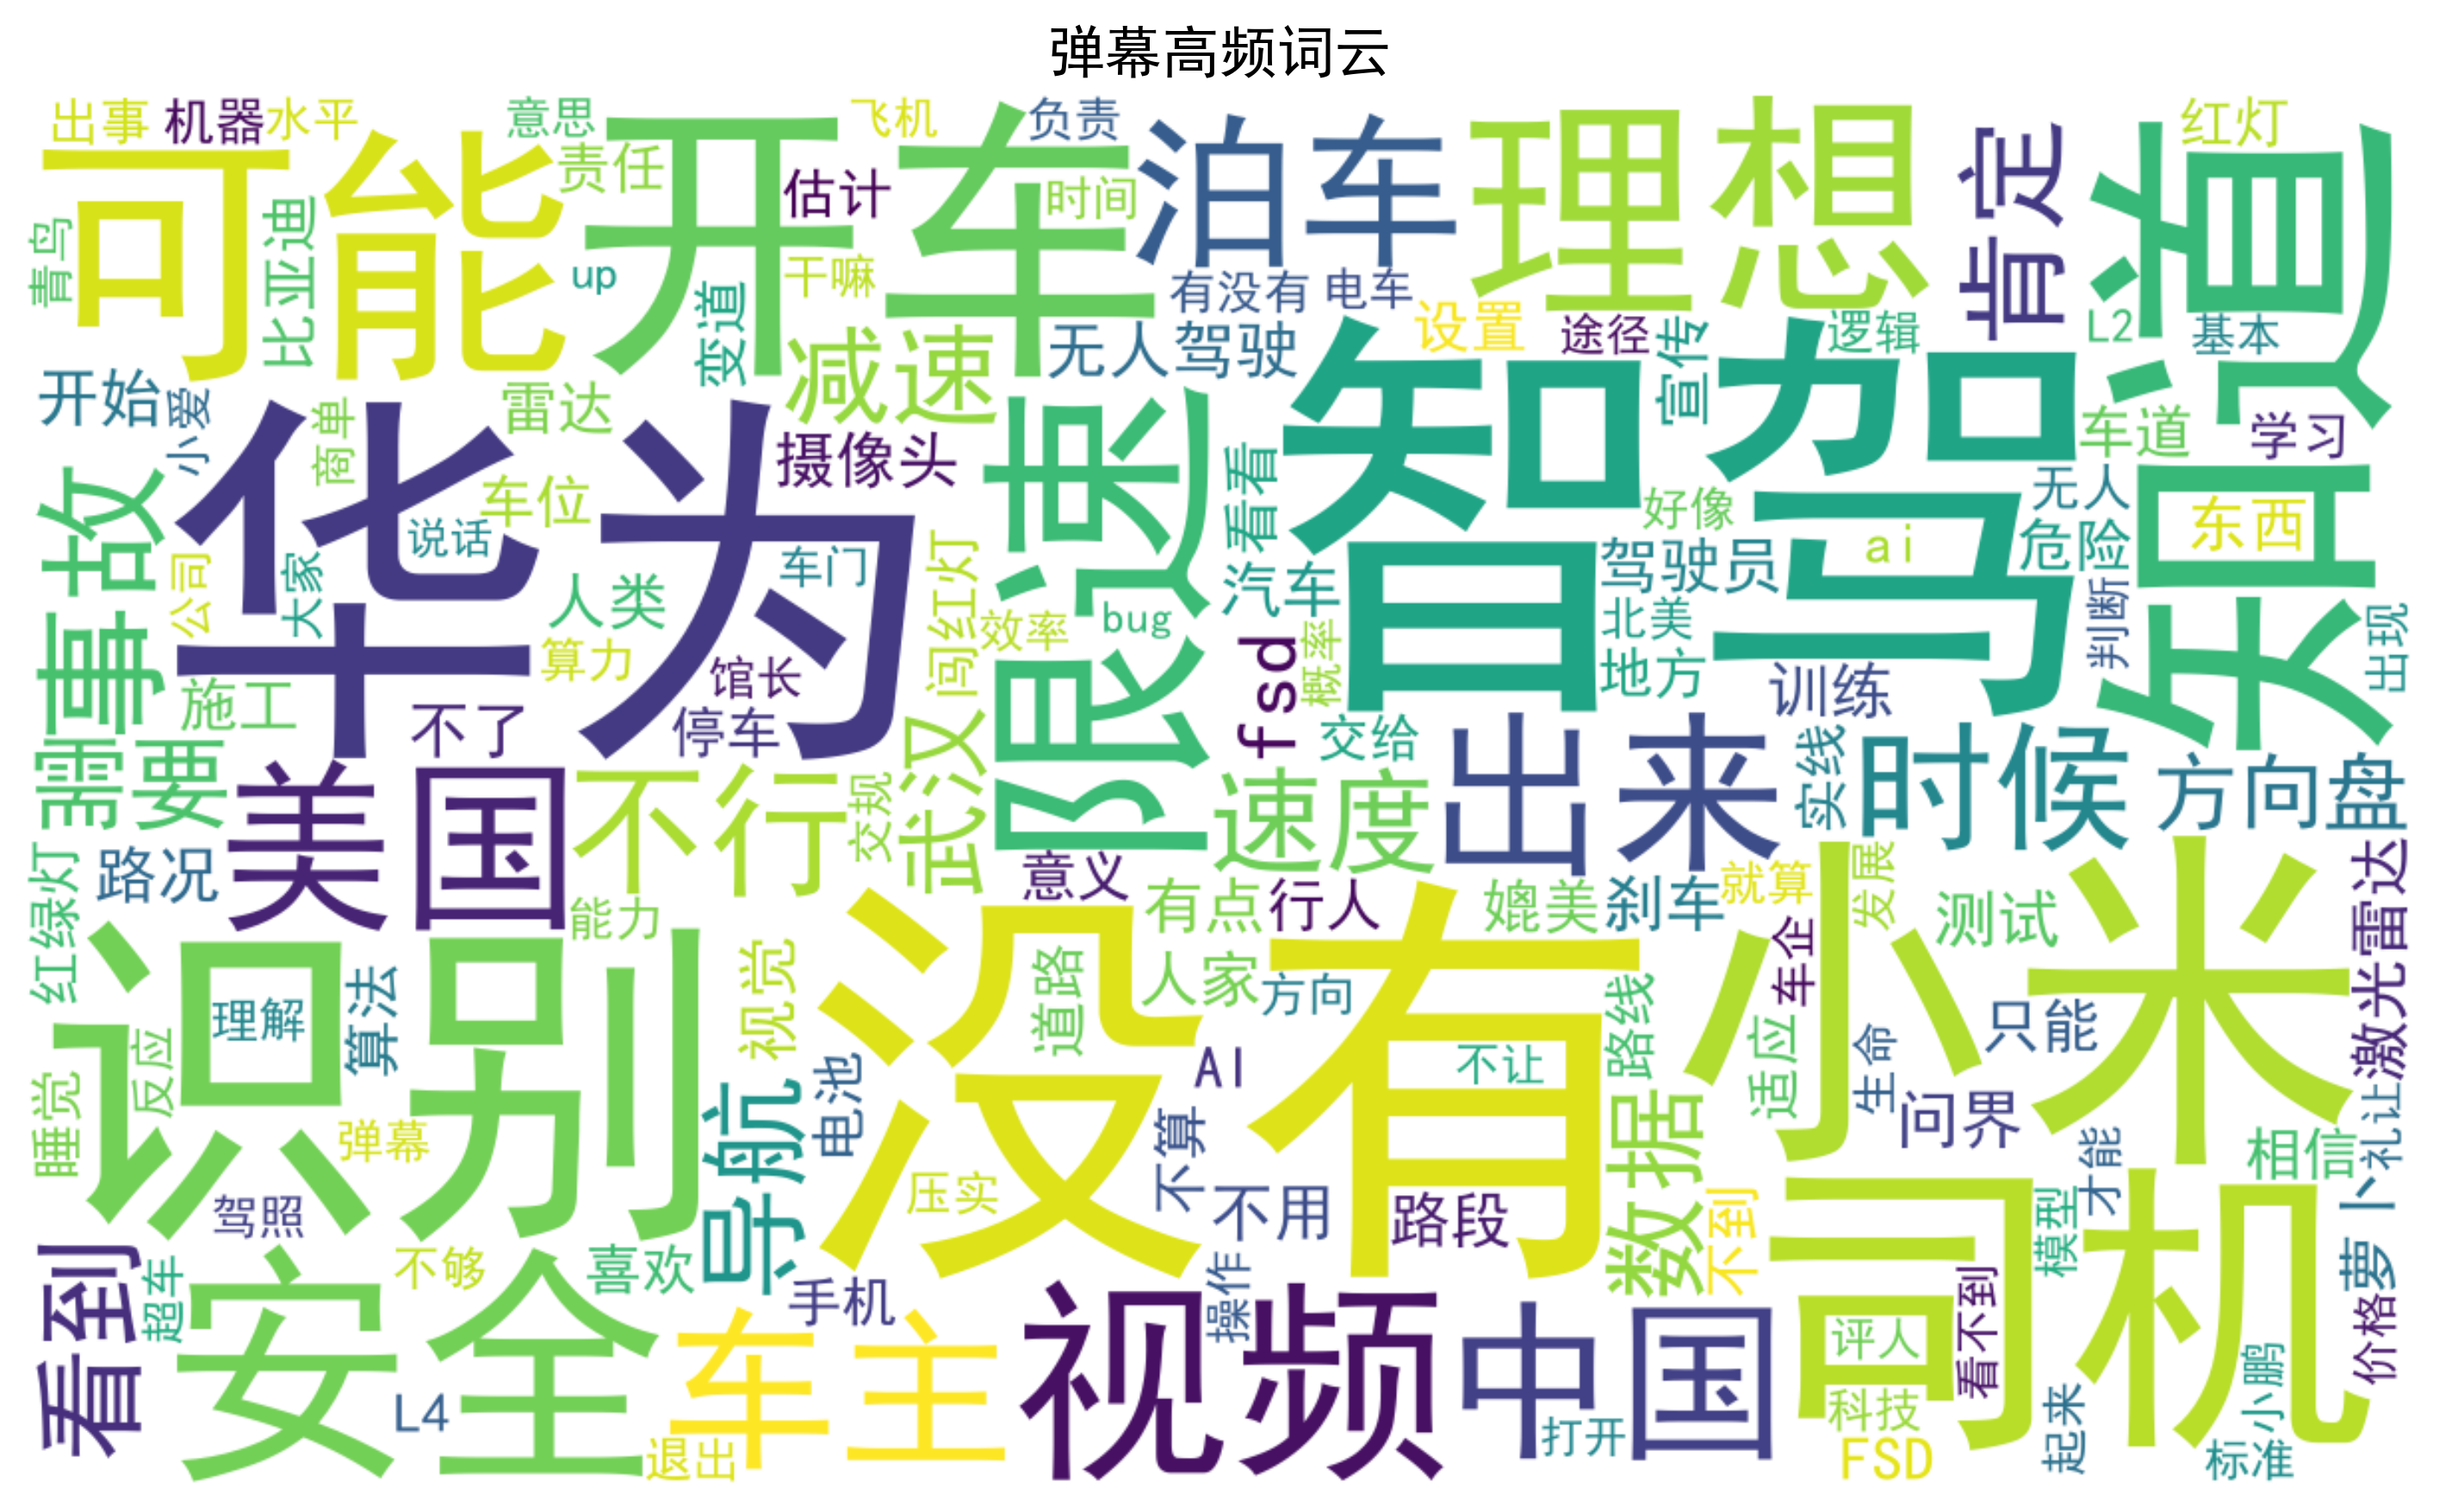 弹幕高频词云
出事
机器
水平
意思
飞机
负责
红灯
可能
开车
泊车
理想
肯定
知道
责任
估计
时间
青鸟
比亚迪
up
变道
干嘛
有没有
电车
设置
途径
宣传
逻辑
L2
基本
减速
无人驾驶
智驾
开始
小爱
商单
雷达
限速
车道
学习
事故
华为
摄像头
看看
好像
无人
东西
车位
说话
车门
闯红灯
汽车
驾驶员
ai
危险
公司
大家
人类
效率
bug
北美
判断
出现
算力
馆长
fsd
概率
地方
训练
施工
不了
停车
武汉
交给
出来
实线
时候
方向盘
需要
美国
不行
交规
速度
路况
意义
有点
行人
媲美
刹车
就算
发展
测试
激光雷达
红绿灯
能力
识别
没有
小米
车企
理解
算法
视觉
道路
人家
方向
路线
只能
睡觉
反应
电池
AI
不让
适应
生命
问界
礼让
弹幕
导航
不算
数据
才能
相信
驾照
压实
不用
路段
不到
司机
模型
萝卜
看到
超车
安全
不够
喜欢
手机
操作
车主
视频
中国
评人
看不到
价格
L4
退出
打开
科技
FSD
起来
小鹏
标准